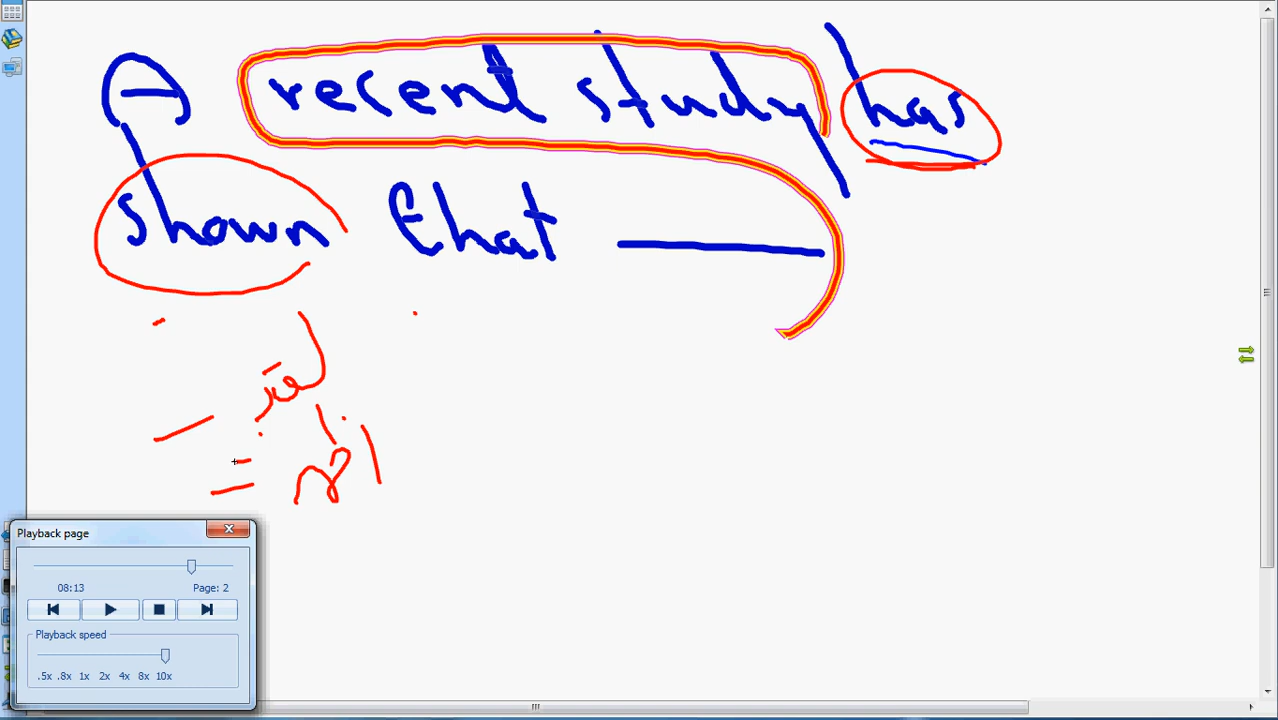 A recent study has
shown that
Playback page
08:13 Page: 2
Playback speed
.5x .8x 1x 2x 4x 8x 10x